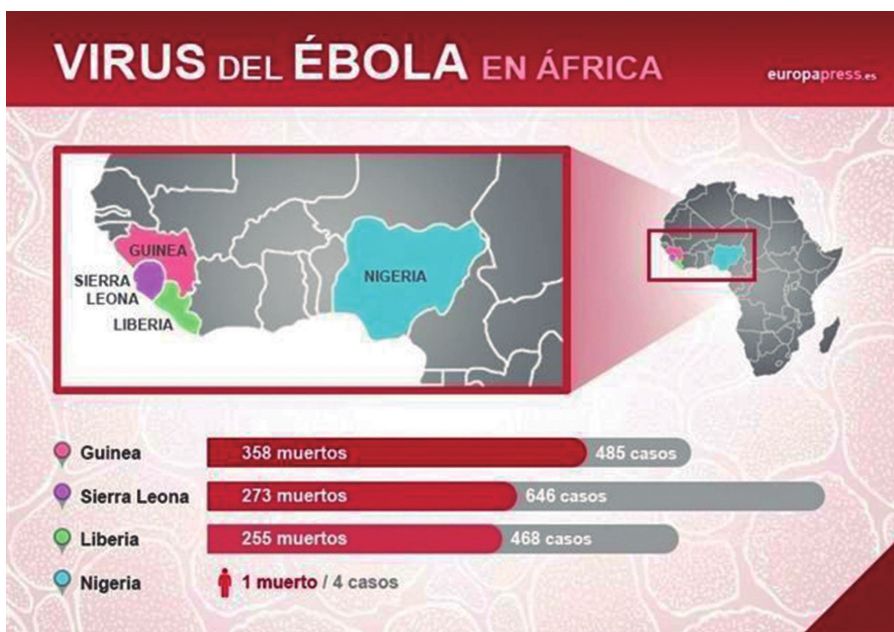 VIRUS DEL ÉBOLA EN ÁFRICA
europapress.es
GUINEA
SIERRA
LEONA
LIBERIA
NIGERIA
Guinea 358 muertos 485 casos
Sierra Leona 273 muertos 646 casos
Liberia 255 muertos 468 casos
Nigeria 1 muerto / 4 casos